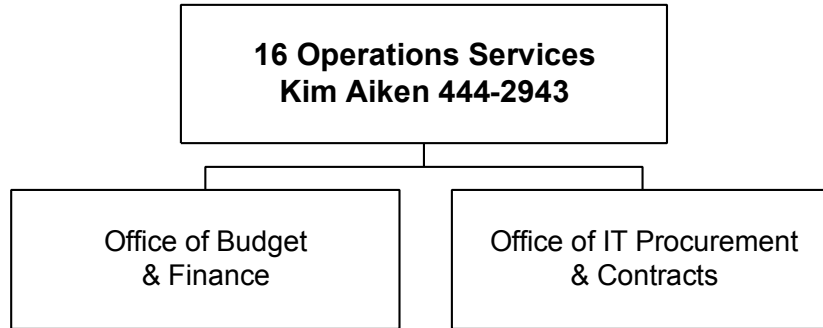 16 Operations Services
Kim Aiken 444-2943
Office of Budget
& Finance
Office of IT Procurement
& Contracts